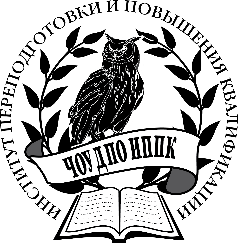 ИНСТИТУТ ПЕРЕПОДГОТОВКИ И ПОВЫШЕНИЯ КВАЛИФИКАЦИИ
ЧОУ ДПО ИППК